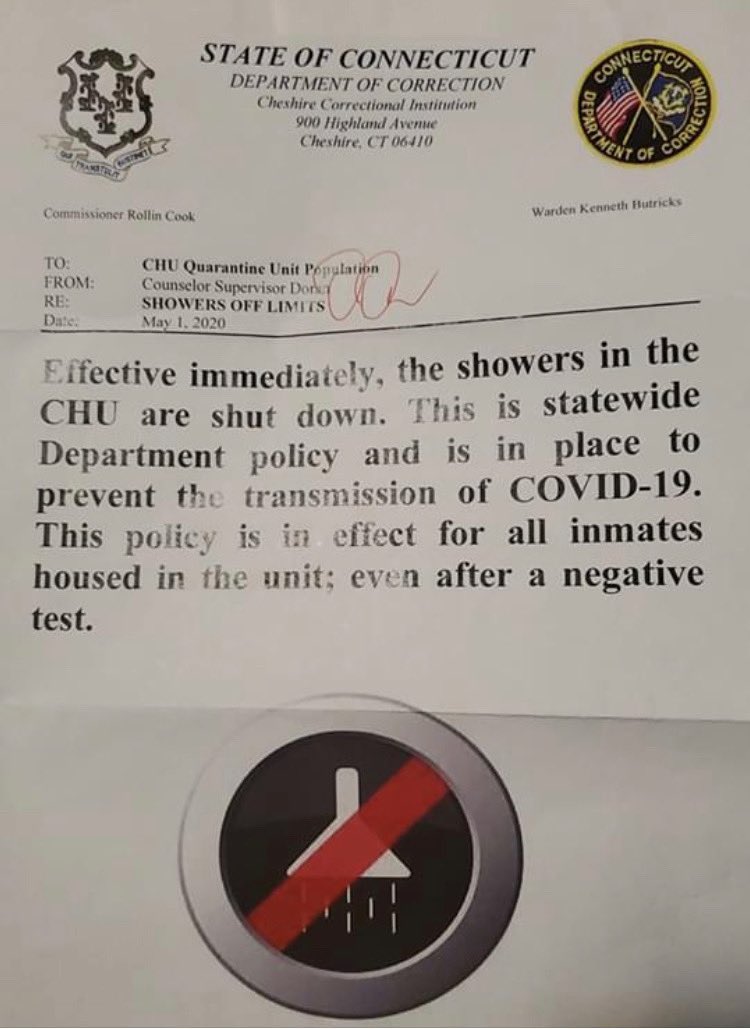 STATE OF CONNECTICUT
DEPARTMENT OF CORRECTION
Cheshire Correctional Institution
900 Highland Avenue
Cheshire, CT 06410
CONNECTICUT
DEPARTMENT OF CORRECTION
QUI TRANSTULIT SUSTINET
Commissioner Rollin Cook
Warden Kenneth Butricks
TO: CHU Quarantine Unit Population
FROM: Counselor Supervisor
RE: SHOWERS OFF LIMITS
Date: May 1, 2020
Effective immediately, the showers in the
CHU are shut down. This is statewide
Department policy and is in place to
prevent the transmission of COVID-19.
This policy is in effect for all inmates
housed in the unit; even after a negative
test.